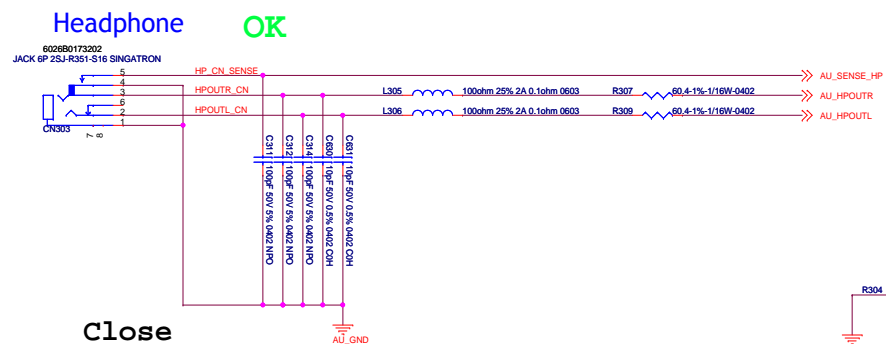 Headphone
OK
6026B0173202
JACK 6P 2SJ-R351-S16 SINGATRON
5
HP_CN_SENSE
AU_SENSE_HP
4
3
HPOUTR_CN
L305
100ohm 25% 2A 0.1ohm 0603
R307
60.4-1%-1/16W-0402
AU_HPOUTR
6
2
HPOUTL_CN
L306
100ohm 25% 2A 0.1ohm 0603
R309
60.4-1%-1/16W-0402
AU_HPOUTL
1
CN303
7
8
C311
100pF 50V 5% 0402 NPO
C312
100pF 50V 5% 0402 NPO
C314
100pF 50V 5% 0402 NPO
C630
10pF 50V 0.5% 0402 C0H
C631
10pF 50V 0.5% 0402 C0H
R304
Close
AU_GND